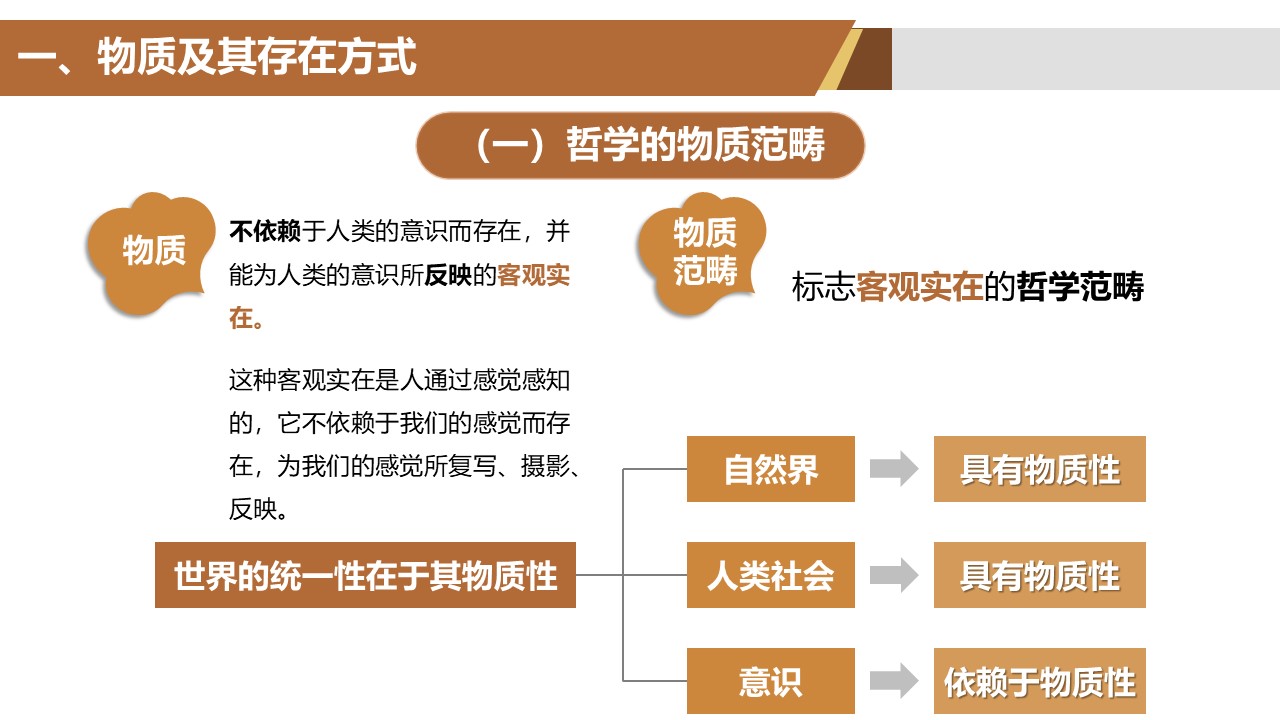 一、物质及其存在方式
（一）哲学的物质范畴
物质
不依赖于人类的意识而存在，并
能为人类的意识所反映的客观实
在。
这种客观实在是人通过感觉感知
的，它不依赖于我们的感觉而存
在，为我们的感觉所复写、摄影、
反映。
物质
范畴
标志客观实在的哲学范畴
世界的统一性在于其物质性
自然界
具有物质性
人类社会
具有物质性
意识
依赖于物质性